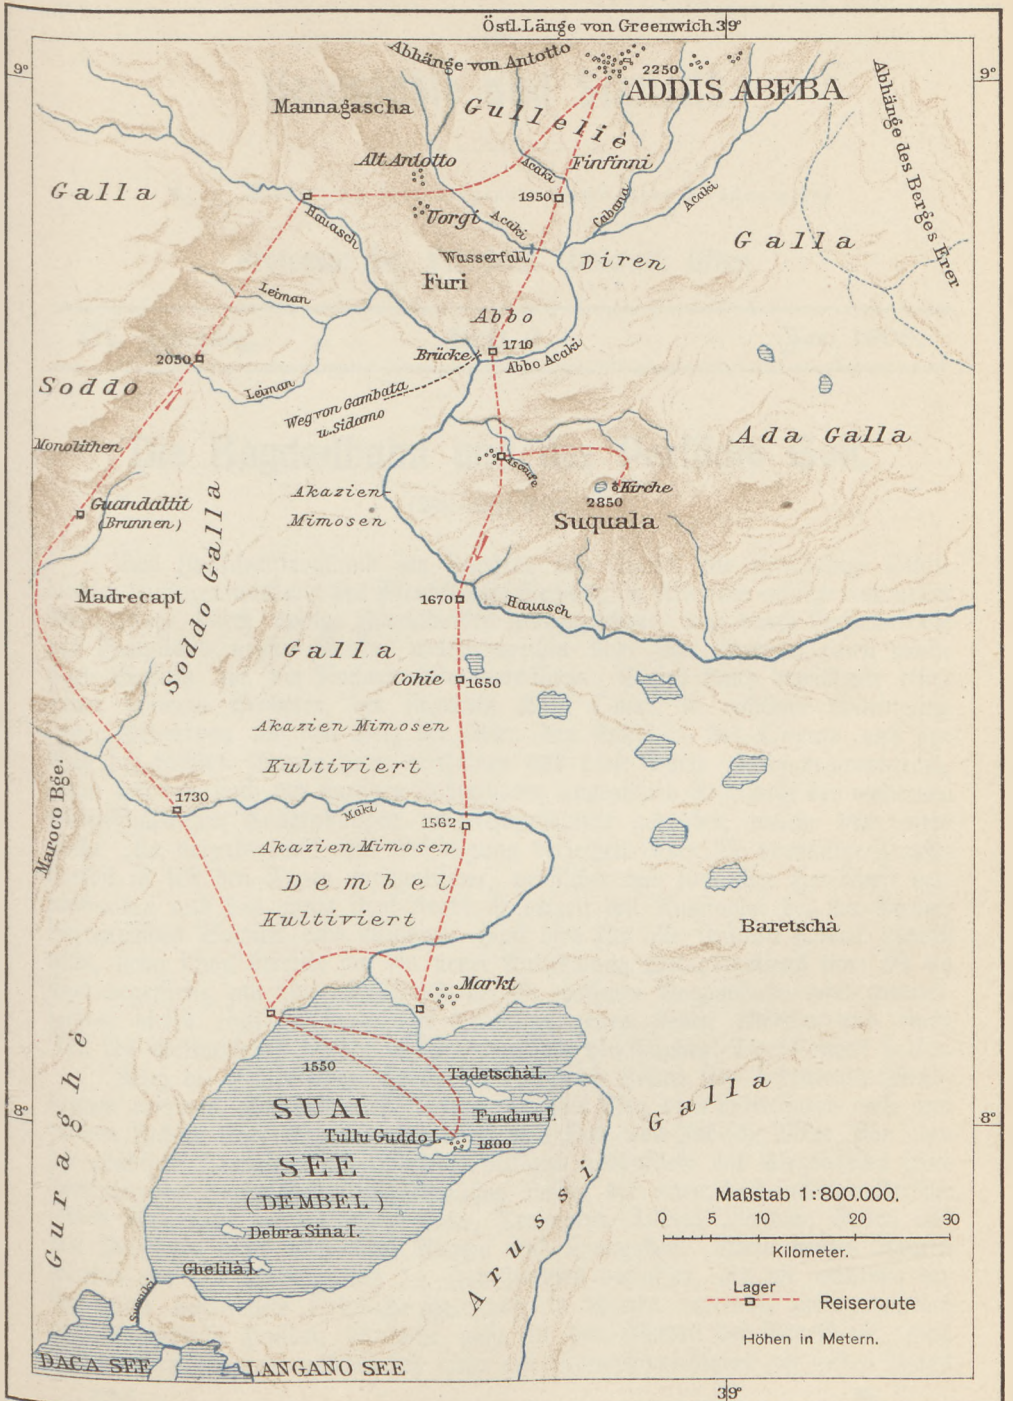 Östl. Länge von Greenwich 39°
9°
9°
Abhänge von Antotto
2250
ADDIS ABEBA
Mannagascha
Gulleliè
Abhänge des Berges Erer
Alt Antotto
Acaki
Finfinni
Galla
1950
Cabana
Acaki
Uorgi
Acaki
Hauasch
Wasserfall
Diren
Galla
Furi
Leiman
Abbo
2050
Brücke
1710
Abbo Acaki
Soddo
Leiman
Weg von Gambata
u. Sidamo
Monolithen
Ada Galla
Akazien-
Mimosen
Kirche
2850
Suquala
Guandaltit
(Brunnen)
Soddo Galla
Madrecapt
1670
Hauasch
Galla
Cohie
1650
Akazien Mimosen
Kultiviert
Maroco Bge.
1730
Maki
1562
Akazien Mimosen
Dembel
Kultiviert
Baretschà
Markt
1550
Tadetschà I.
SUAI
Funduru I.
Tullu Guddo I.
1800
8°
8°
Galla
SEE
(DEMBEL)
Guraghè
Debra Sina I.
Ghelilà I.
Arussi
Suesuki
DACA SEE
LANGANO SEE
Maßstab 1:800.000.
0 5 10 20 30
Kilometer.
Lager
Reiseroute
Höhen in Metern.
39°